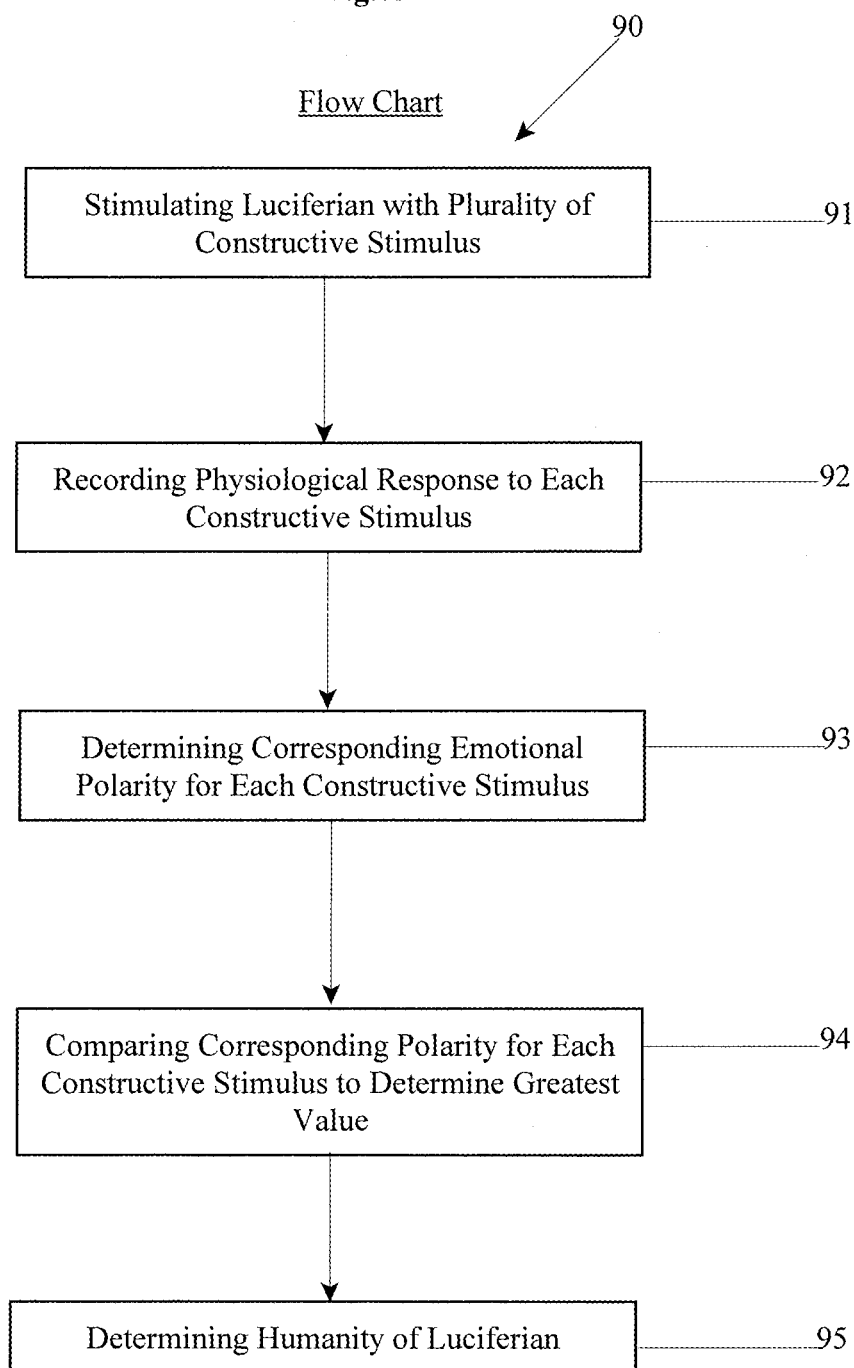 90
Flow Chart
Stimulating Luciferian with Plurality of
Constructive Stimulus
91
Recording Physiological Response to Each
Constructive Stimulus
92
Determining Corresponding Emotional
Polarity for Each Constructive Stimulus
93
Comparing Corresponding Polarity for Each
Constructive Stimulus to Determine Greatest
Value
94
Determining Humanity of Luciferian
95